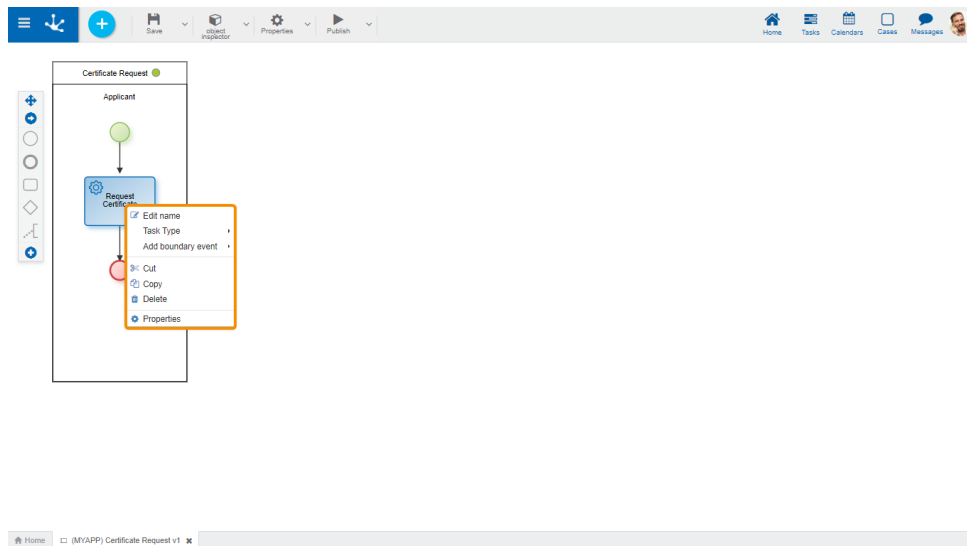 Save
object
inspector
Properties
Publish
Home
Tasks
Calendars
Cases
Messages
Certificate Request
Applicant
Request
Certificate
Edit name
Task Type
Add boundary event
Cut
Copy
Delete
Properties
Home
(MYAPP) Certificate Request v1